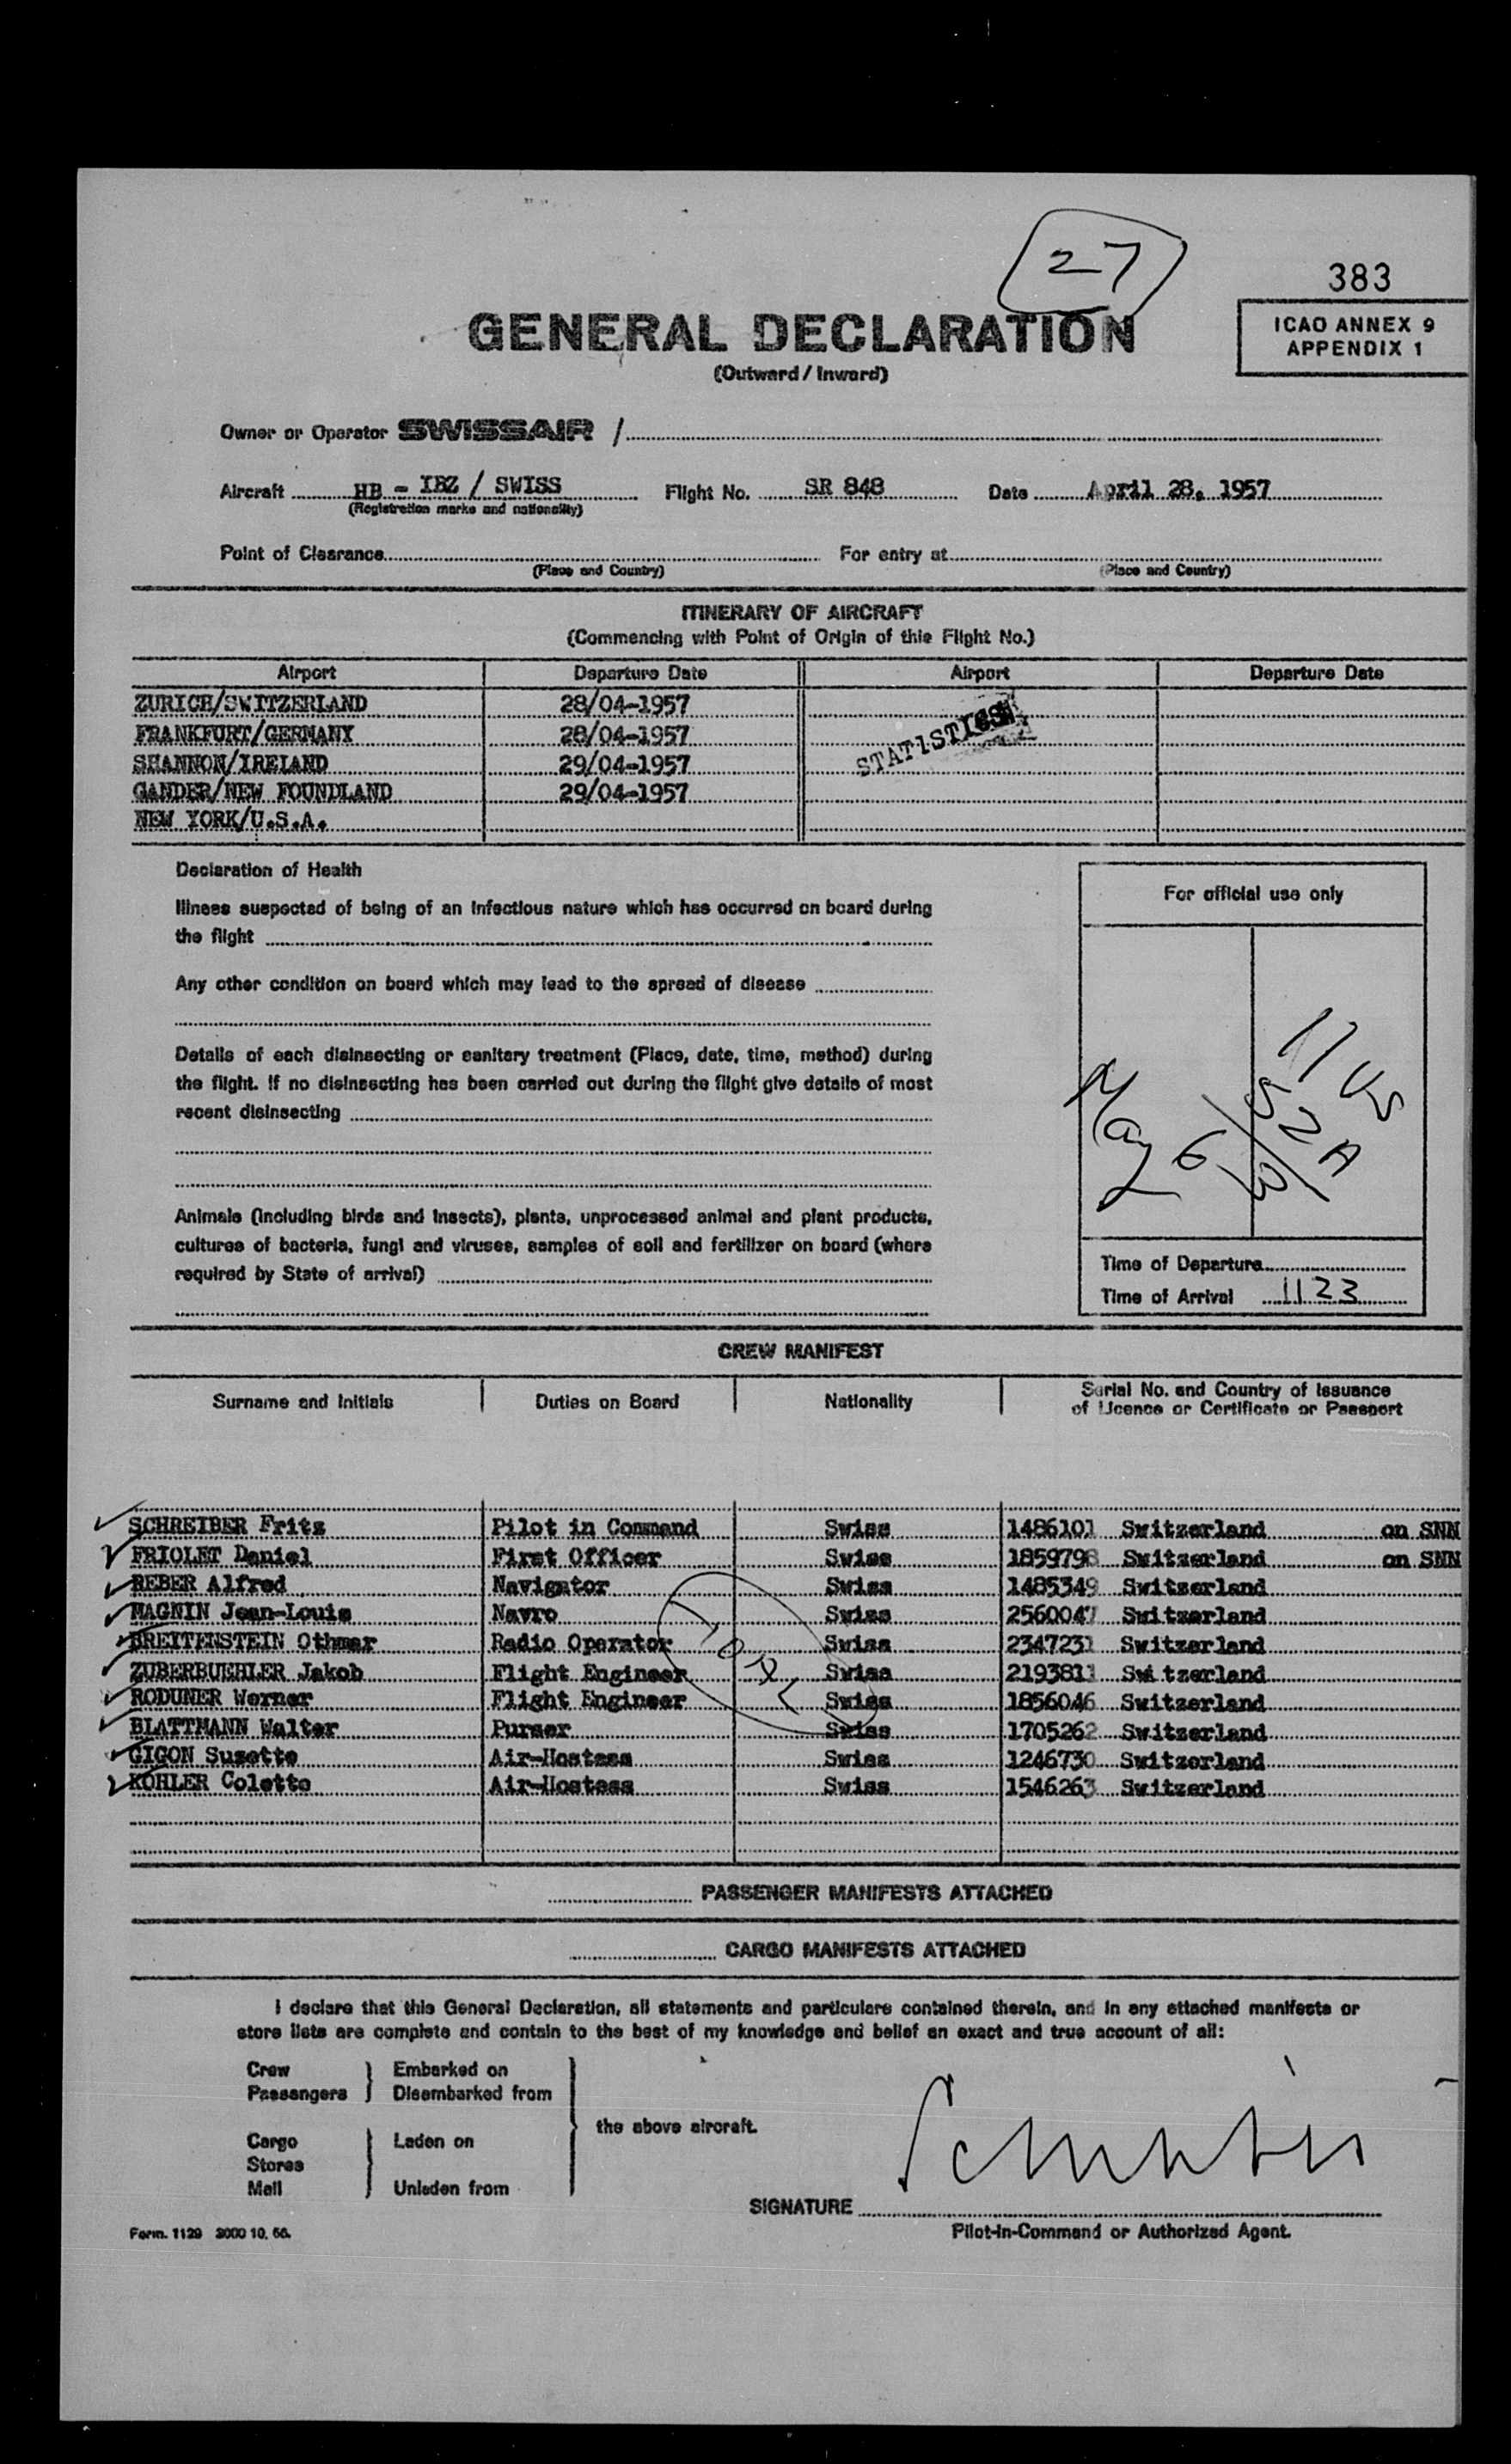 27
383
GENERAL DECLARATION
(Outward / Inward)
ICAO ANNEX 9
APPENDIX 1
Owner or Operator SWISSAIR /
Aircraft HB - IBZ / SWISS Flight No. SR 848 Date April 28, 1957
(Registration marks and nationality)
Point of Clearance For entry at
(Place and Country) (Place and Country)
ITINERARY OF AIRCRAFT
(Commencing with Point of Origin of this Flight No.)
Airport Departure Date Airport Departure Date
ZURICH/SWITZERLAND 28/04-1957
FRANKFURT/GERMANY 28/04-1957
SHANNON/IRELAND 29/04-1957
GANDER/NEW FOUNDLAND 29/04-1957
NEW YORK/U.S.A.
STATISTICS
Declaration of Health
Illness suspected of being of an infectious nature which has occurred on board during
the flight
Any other condition on board which may lead to the spread of disease
Details of each disinsecting or sanitary treatment (Place, date, time, method) during
the flight. If no disinsecting has been carried out during the flight give details of most
recent disinsecting
Animals (including birds and insects), plants, unprocessed animal and plant products,
cultures of bacteria, fungi and viruses, samples of soil and fertilizer on board (where
required by State of arrival)
For official use only
11 US
52 A
May 6
Time of Departure
Time of Arrival 1123
CREW MANIFEST
Surname and Initials Duties on Board Nationality Serial No. and Country of Issuance
of Licence or Certificate or Passport
SCHREIBER Fritz Pilot in Command Swiss 1486101 Switzerland on SNN
FRIOLET Daniel First Officer Swiss 1859798 Switzerland on SNN
REBER Alfred Navigator Swiss 1485349 Switzerland
MAGNIN Jean-Louis Navro Swiss 2560047 Switzerland
BREITENSTEIN Othmar Radio Operator Swiss 2347231 Switzerland
ZUBERBUEHLER Jakob Flight Engineer Swiss 2193811 Switzerland
RODUNER Werner Flight Engineer Swiss 1856046 Switzerland
BLATTMANN Walter Purser Swiss 1705262 Switzerland
GIGON Suzette Air-Hostess Swiss 1246730 Switzerland
KOHLER Colette Air-Hostess Swiss 1546263 Switzerland
PASSENGER MANIFESTS ATTACHED
CARGO MANIFESTS ATTACHED
I declare that this General Declaration, all statements and particulars contained therein, and in any attached manifests or
store lists are complete and contain to the best of my knowledge and belief an exact and true account of all:
Crew Embarked on
Passengers Disembarked from
the above aircraft.
Cargo Laden on
Stores
Mail Unladen from
SIGNATURE
Form. 1129 3000 10. 56. Pilot-in-Command or Authorized Agent.